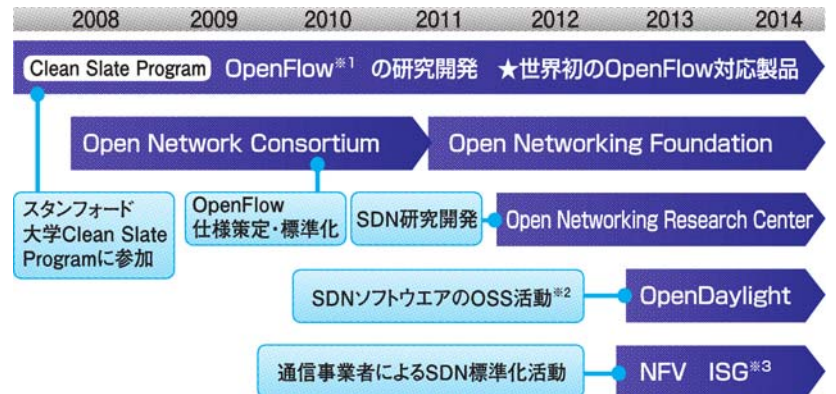 2008 2009 2010 2011 2012 2013 2014
Clean Slate Program OpenFlow※1 の研究開発 ★世界初のOpenFlow対応製品
Open Network Consortium Open Networking Foundation
スタンフォード
大学Clean Slate
Programに参加
OpenFlow
仕様策定・標準化
SDN研究開発 Open Networking Research Center
SDNソフトウエアのOSS活動※2 OpenDaylight
通信事業者によるSDN標準化活動 NFV ISG※3